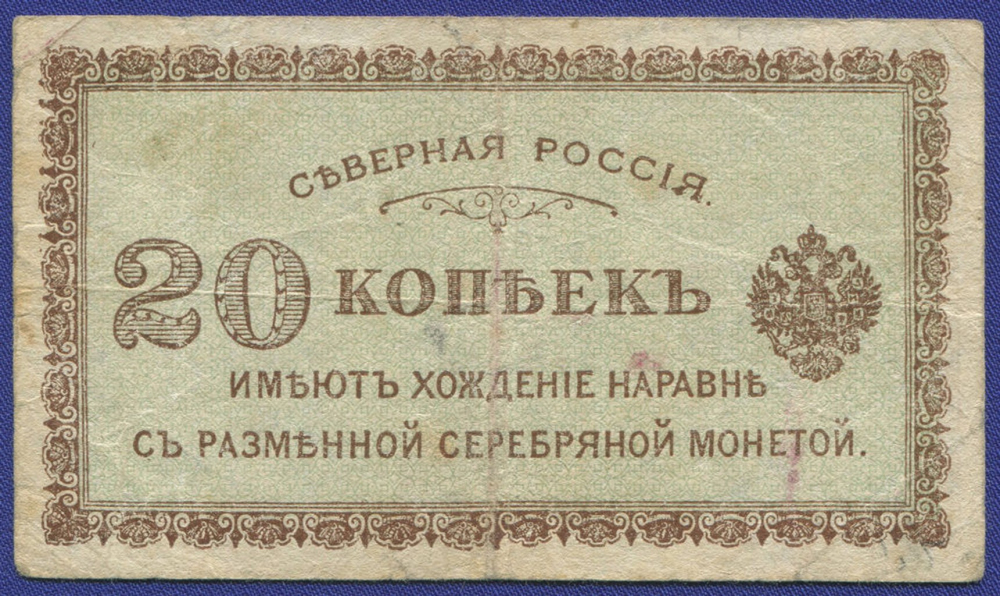 СѢВЕРНАЯ РОССІЯ.
20 КОПѢЕКЪ
ИМѢЮТЪ ХОЖДЕНІЕ НАРАВНѢ
СЪ РАЗМѢННОЙ СЕРЕБРЯНОЙ МОНЕТОЙ.